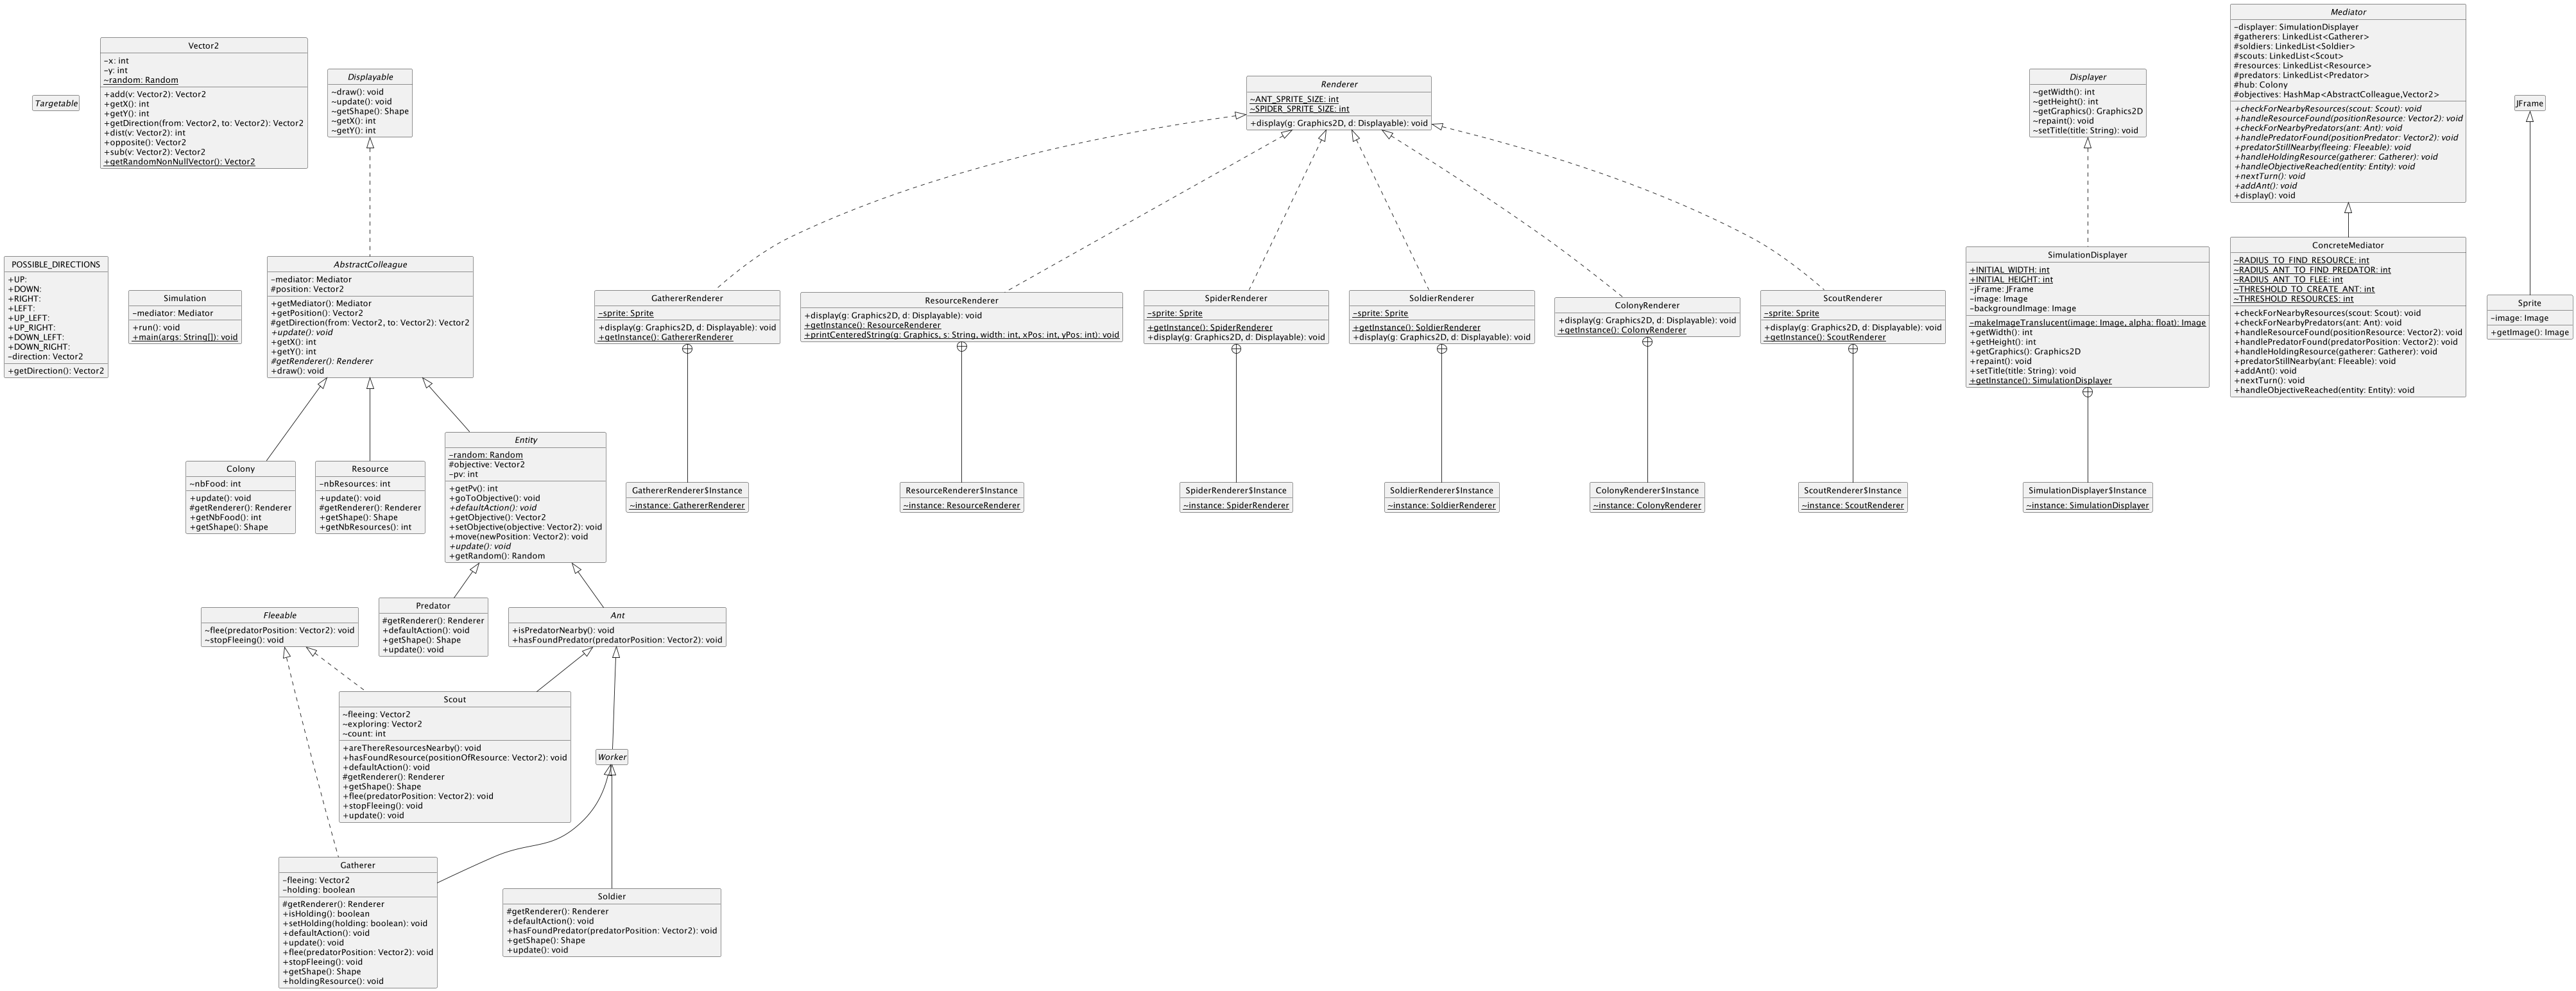 Targetable
Vector2
-x: int
-y: int
~random: Random
+add(v: Vector2): Vector2
+getX(): int
+getY(): int
+getDirection(from: Vector2, to: Vector2): Vector2
+dist(v: Vector2): int
+opposite(): Vector2
+sub(v: Vector2): Vector2
+getRandomNonNullVector(): Vector2
Displayable
~draw(): void
~update(): void
~getShape(): Shape
~getX(): int
~getY(): int
Renderer
~ANT_SPRITE_SIZE: int
~SPIDER_SPRITE_SIZE: int
+display(g: Graphics2D, d: Displayable): void
Displayer
~getWidth(): int
~getHeight(): int
~getGraphics(): Graphics2D
~repaint(): void
~setTitle(title: String): void
Mediator
-displayer: SimulationDisplayer
#gatherers: LinkedList<Gatherer>
#soldiers: LinkedList<Soldier>
#scouts: LinkedList<Scout>
#resources: LinkedList<Resource>
#predators: LinkedList<Predator>
#hub: Colony
#objectives: HashMap<AbstractColleague,Vector2>
+checkForNearbyResources(scout: Scout): void
+handleResourceFound(positionResource: Vector2): void
+checkForNearbyPredators(ant: Ant): void
+handlePredatorFound(positionPredator: Vector2): void
+predatorStillNearby(fleeing: Fleeable): void
+handleHoldingResource(gatherer: Gatherer): void
+handleObjectiveReached(entity: Entity): void
+nextTurn(): void
+addAnt(): void
+display(): void
JFrame
POSSIBLE_DIRECTIONS
+UP:
+DOWN:
+RIGHT:
+LEFT:
+UP_LEFT:
+UP_RIGHT:
+DOWN_LEFT:
+DOWN_RIGHT:
-direction: Vector2
+getDirection(): Vector2
Simulation
-mediator: Mediator
+run(): void
+main(args: String[]): void
AbstractColleague
-mediator: Mediator
#position: Vector2
+getMediator(): Mediator
+getPosition(): Vector2
#getDirection(from: Vector2, to: Vector2): Vector2
+update(): void
+getX(): int
+getY(): int
#getRenderer(): Renderer
+draw(): void
GathererRenderer
-sprite: Sprite
+display(g: Graphics2D, d: Displayable): void
+getInstance(): GathererRenderer
ResourceRenderer
+display(g: Graphics2D, d: Displayable): void
+getInstance(): ResourceRenderer
+printCenteredString(g: Graphics, s: String, width: int, xPos: int, yPos: int): void
SpiderRenderer
-sprite: Sprite
+getInstance(): SpiderRenderer
+display(g: Graphics2D, d: Displayable): void
SoldierRenderer
-sprite: Sprite
+getInstance(): SoldierRenderer
+display(g: Graphics2D, d: Displayable): void
ColonyRenderer
+display(g: Graphics2D, d: Displayable): void
+getInstance(): ColonyRenderer
ScoutRenderer
-sprite: Sprite
+display(g: Graphics2D, d: Displayable): void
+getInstance(): ScoutRenderer
SimulationDisplayer
+INITIAL_WIDTH: int
+INITIAL_HEIGHT: int
-jFrame: JFrame
-image: Image
-backgroundImage: Image
-makeImageTranslucent(image: Image, alpha: float): Image
+getWidth(): int
+getHeight(): int
+getGraphics(): Graphics2D
+repaint(): void
+setTitle(title: String): void
+getInstance(): SimulationDisplayer
ConcreteMediator
~RADIUS_TO_FIND_RESOURCE: int
~RADIUS_ANT_TO_FIND_PREDATOR: int
~RADIUS_ANT_TO_FLEE: int
~THRESHOLD_TO_CREATE_ANT: int
~THRESHOLD_RESOURCES: int
+checkForNearbyResources(scout: Scout): void
+checkForNearbyPredators(ant: Ant): void
+handleResourceFound(positionResource: Vector2): void
+handlePredatorFound(predatorPosition: Vector2): void
+handleHoldingResource(gatherer: Gatherer): void
+predatorStillNearby(ant: Fleeable): void
+addAnt(): void
+nextTurn(): void
+handleObjectiveReached(entity: Entity): void
Sprite
-image: Image
+getImage(): Image
Colony
~nbFood: int
+update(): void
#getRenderer(): Renderer
+getNbFood(): int
+getShape(): Shape
Resource
-nbResources: int
+update(): void
#getRenderer(): Renderer
+getShape(): Shape
+getNbResources(): int
Entity
-random: Random
#objective: Vector2
-pv: int
+getPv(): int
+goToObjective(): void
+defaultAction(): void
+getObjective(): Vector2
+setObjective(objective: Vector2): void
+move(newPosition: Vector2): void
+update(): void
+getRandom(): Random
GathererRenderer$Instance
~instance: GathererRenderer
ResourceRenderer$Instance
~instance: ResourceRenderer
SpiderRenderer$Instance
~instance: SpiderRenderer
SoldierRenderer$Instance
~instance: SoldierRenderer
ColonyRenderer$Instance
~instance: ColonyRenderer
ScoutRenderer$Instance
~instance: ScoutRenderer
SimulationDisplayer$Instance
~instance: SimulationDisplayer
Fleeable
~flee(predatorPosition: Vector2): void
~stopFleeing(): void
Predator
#getRenderer(): Renderer
+defaultAction(): void
+getShape(): Shape
+update(): void
Ant
+isPredatorNearby(): void
+hasFoundPredator(predatorPosition: Vector2): void
Scout
~fleeing: Vector2
~exploring: Vector2
~count: int
+areThereResourcesNearby(): void
+hasFoundResource(positionOfResource: Vector2): void
+defaultAction(): void
#getRenderer(): Renderer
+getShape(): Shape
+flee(predatorPosition: Vector2): void
+stopFleeing(): void
+update(): void
Worker
Gatherer
-fleeing: Vector2
-holding: boolean
#getRenderer(): Renderer
+isHolding(): boolean
+setHolding(holding: boolean): void
+defaultAction(): void
+update(): void
+flee(predatorPosition: Vector2): void
+stopFleeing(): void
+getShape(): Shape
+holdingResource(): void
Soldier
#getRenderer(): Renderer
+defaultAction(): void
+hasFoundPredator(predatorPosition: Vector2): void
+getShape(): Shape
+update(): void